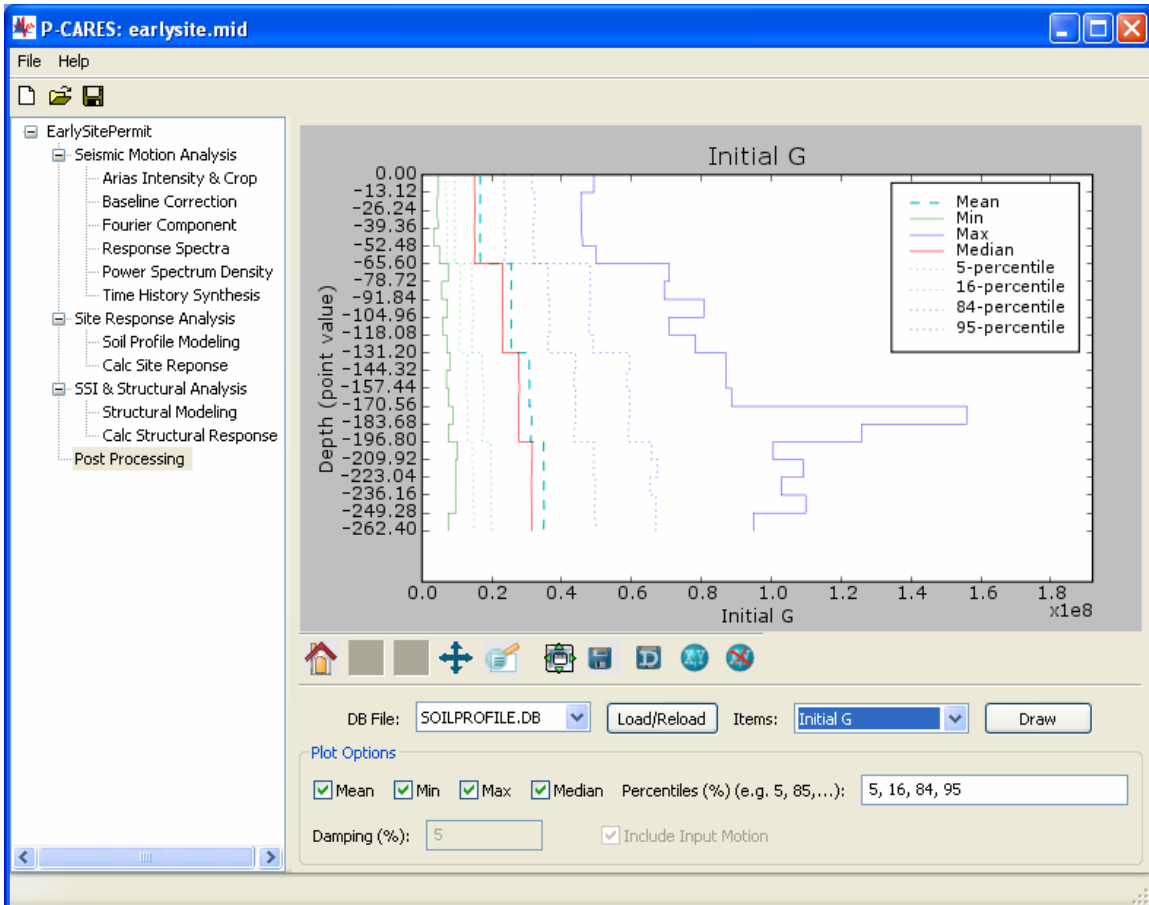 P-CARES: earlysite.mid
File Help
EarlySitePermit
Seismic Motion Analysis
Arias Intensity & Crop
Baseline Correction
Fourier Component
Response Spectra
Power Spectrum Density
Time History Synthesis
Site Response Analysis
Soil Profile Modeling
Calc Site Reponse
SSI & Structural Analysis
Structural Modeling
Calc Structural Response
Post Processing
Initial G
Depth (point value)
0.00
-13.12
-26.24
-39.36
-52.48
-65.60
-78.72
-91.84
-104.96
-118.08
-131.20
-144.32
-157.44
-170.56
-183.68
-196.80
-209.92
-223.04
-236.16
-249.28
-262.40
Mean
Min
Max
Median
5-percentile
16-percentile
84-percentile
95-percentile
0.0 0.2 0.4 0.6 0.8 1.0 1.2 1.4 1.6 1.8
x1e8
Initial G
D X,Y
DB File: SOILPROFILE.DB Load/Reload Items: Initial G Draw
Plot Options
Mean Min Max Median Percentiles (%) (e.g. 5, 85,...): 5, 16, 84, 95
Damping (%): 5 Include Input Motion